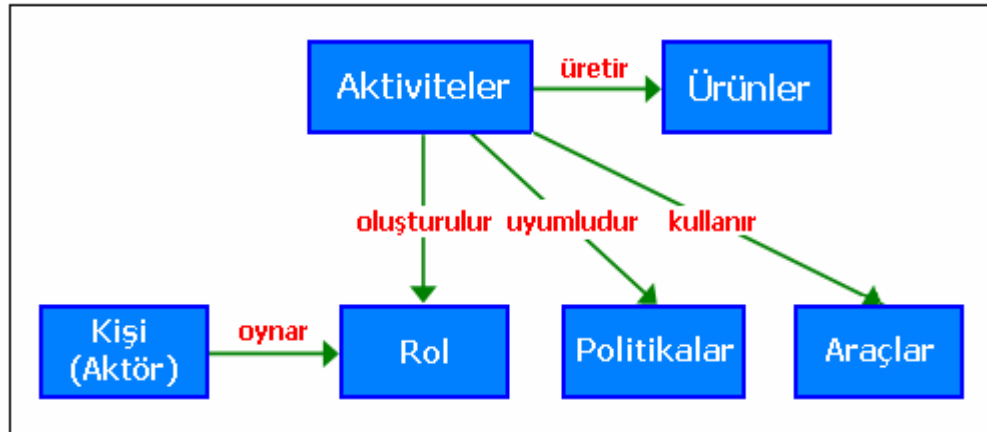 Aktiviteler
üretir
Ürünler
oluşturulur
uyumludur
kullanır
Kişi
(Aktör)
oynar
Rol
Politikalar
Araçlar